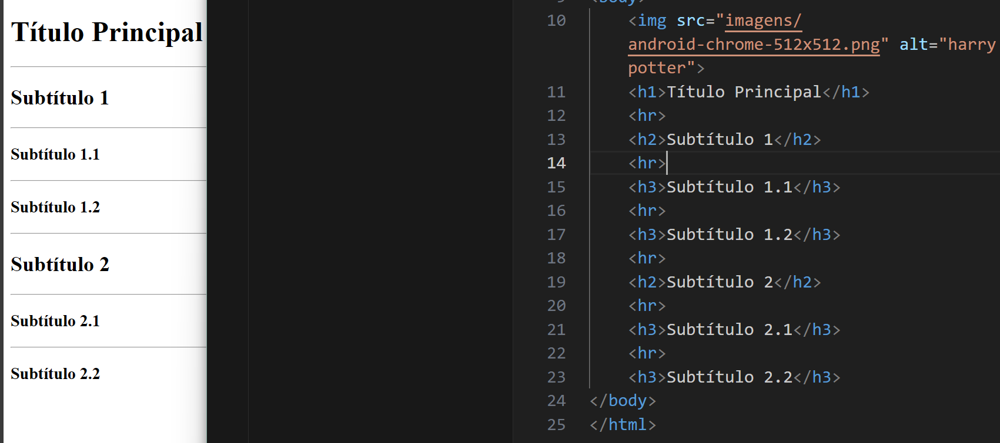 Título Principal
Subtítulo 1
Subtítulo 1.1
Subtítulo 1.2
Subtítulo 2
Subtítulo 2.1
Subtítulo 2.2
9 <body>
10 <img src="imagens/
android-chrome-512x512.png" alt="harry
potter">
11 <h1>Título Principal</h1>
12 <hr>
13 <h2>Subtítulo 1</h2>
14 <hr>
15 <h3>Subtítulo 1.1</h3>
16 <hr>
17 <h3>Subtítulo 1.2</h3>
18 <hr>
19 <h2>Subtítulo 2</h2>
20 <hr>
21 <h3>Subtítulo 2.1</h3>
22 <hr>
23 <h3>Subtítulo 2.2</h3>
24 </body>
25 </html>